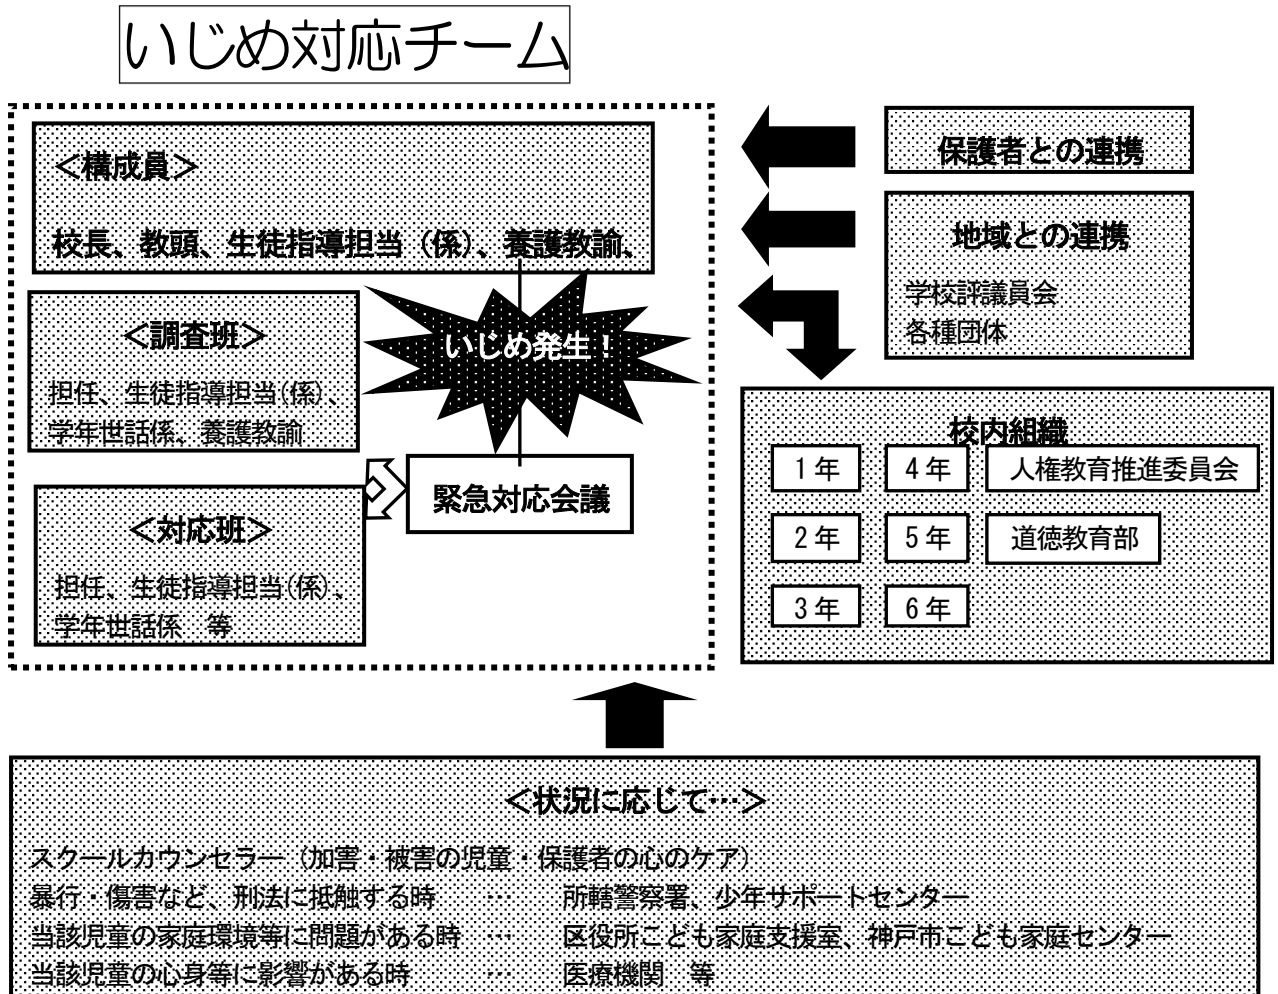 いじめ対応チーム
＜構成員＞
校長、教頭、生徒指導担当（係）、養護教諭、
＜調査班＞
担任、生徒指導担当(係)、
学年世話係、養護教諭
いじめ発生！
緊急対応会議
＜対応班＞
担任、生徒指導担当(係)、
学年世話係　等
保護者との連携
地域との連携
学校評議員会
各種団体
校内組織
1年
4年
人権教育推進委員会
2年
5年
道徳教育部
3年
6年
＜状況に応じて…＞
スクールカウンセラー（加害・被害の児童・保護者の心のケア）
暴行・傷害など、刑法に抵触する時　…　所轄警察署、少年サポートセンター
当該児童の家庭環境等に問題がある時　…　区役所こども家庭支援室、神戸市こども家庭センター
当該児童の心身等に影響がある時　…　医療機関　等